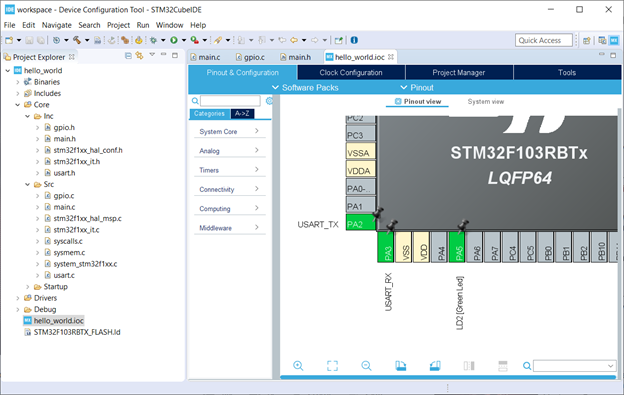 workspace - Device Configuration Tool - STM32CubeIDE
File Edit Navigate Search Project Run Window Help
Quick Access
Project Explorer
hello_world
Binaries
Includes
Core
Inc
gpio.h
main.h
stm32f1xx_hal_conf.h
stm32f1xx_it.h
usart.h
Src
gpio.c
main.c
stm32f1xx_hal_msp.c
stm32f1xx_it.c
syscalls.c
sysmem.c
system_stm32f1xx.c
usart.c
Startup
Drivers
Debug
hello_world.ioc
STM32F103RBTX_FLASH.ld
main.c gpio.c main.h hello_world.ioc
Pinout & Configuration Clock Configuration Project Manager Tools
Software Packs Pinout
Categories A->Z
System Core
Analog
Timers
Connectivity
Computing
Middleware
Pinout view System view
PC2
PC3
VSSA
VDDA
PA0-..
PA1
USART_TX PA2
STM32F103RBTx
LQFP64
PA3 VSS VDD PA4 PA5 PA6 PA7 PC4 PC5 PB0 PB1 PB2 PB10
USART_RX
LD2 [Green Led]